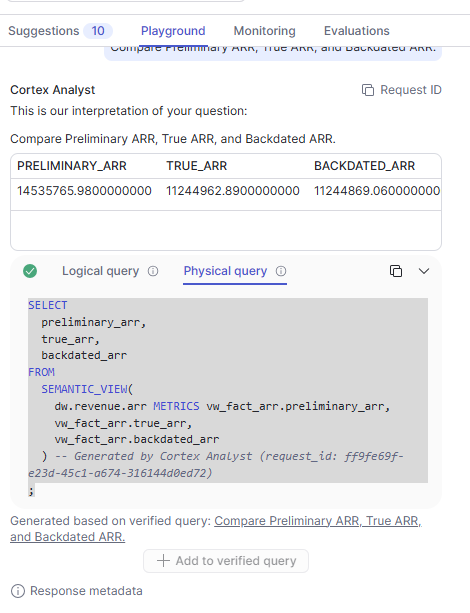 Suggestions 10 Playground Monitoring Evaluations
Compare Preliminary ARR, True ARR, and Backdated ARR.
Cortex Analyst Request ID
This is our interpretation of your question:
Compare Preliminary ARR, True ARR, and Backdated ARR.
PRELIMINARY_ARR TRUE_ARR BACKDATED_ARR
14535765.9800000000 11244962.8900000000 11244869.060000000
Logical query Physical query
SELECT
preliminary_arr,
true_arr,
backdated_arr
FROM
SEMANTIC_VIEW(
dw.revenue.arr METRICS vw_fact_arr.preliminary_arr,
vw_fact_arr.true_arr,
vw_fact_arr.backdated_arr
) -- Generated by Cortex Analyst (request_id: ff9fe69f-
e23d-45c1-a674-316144d0ed72)
;
Generated based on verified query: Compare Preliminary ARR, True ARR,
and Backdated ARR.
+ Add to verified query
Response metadata